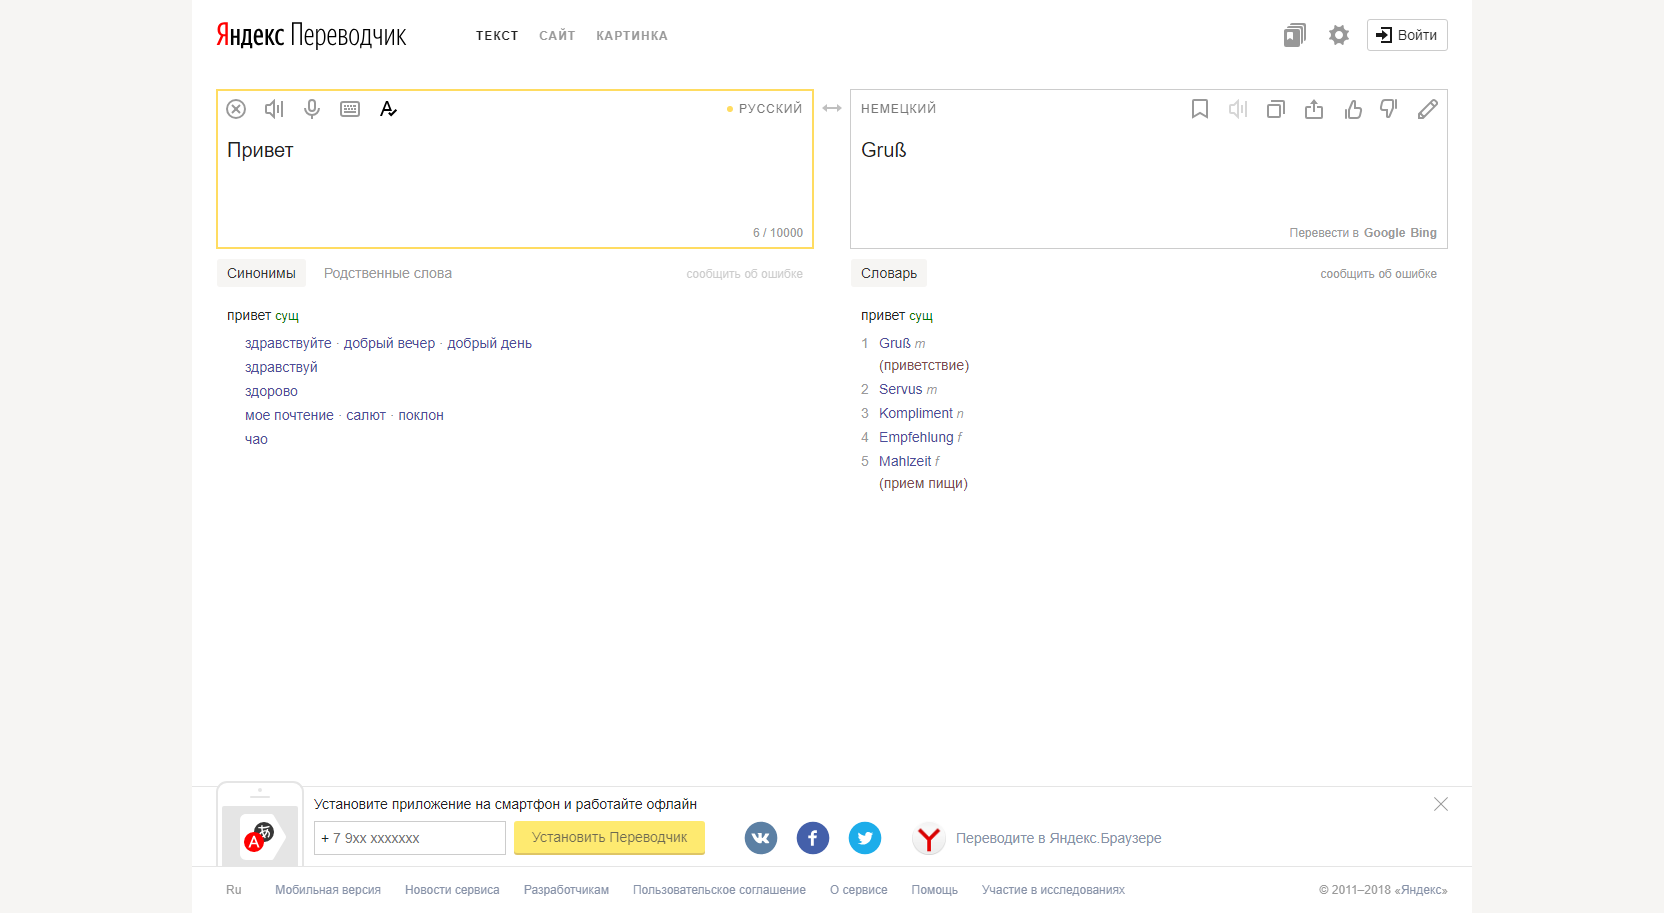 Яндекс Переводчик
ТЕКСТ САЙТ КАРТИНКА
Войти
РУССКИЙ
Привет
6 / 10000
НЕМЕЦКИЙ
Gruß
Перевести в Google Bing
Синонимы Родственные слова сообщить об ошибке
привет сущ
здравствуйте · добрый вечер · добрый день
здравствуй
здорово
мое почтение · салют · поклон
чао
Словарь сообщить об ошибке
привет сущ
1 Gruß m
(приветствие)
2 Servus m
3 Kompliment n
4 Empfehlung f
5 Mahlzeit f
(прием пищи)
Установите приложение на смартфон и работайте офлайн
+ 7 9xx xxxxxxx Установить Переводчик Переводите в Яндекс.Браузере
Ru Мобильная версия Новости сервиса Разработчикам Пользовательское соглашение О сервисе Помощь Участие в исследованиях © 2011–2018 «Яндекс»